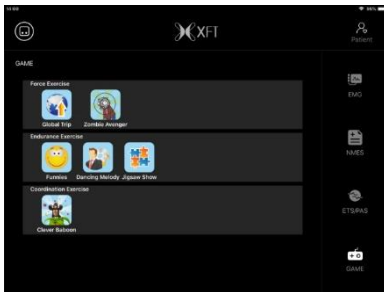 XFT
Patient
GAME
Force Exercise
Global Trip Zombie Avenger
EMG
Endurance Exercise
Funnies Dancing Melody Jigsaw Show
NMES
Coordination Exercise
Clever Baboon
ETS/PAS
GAME